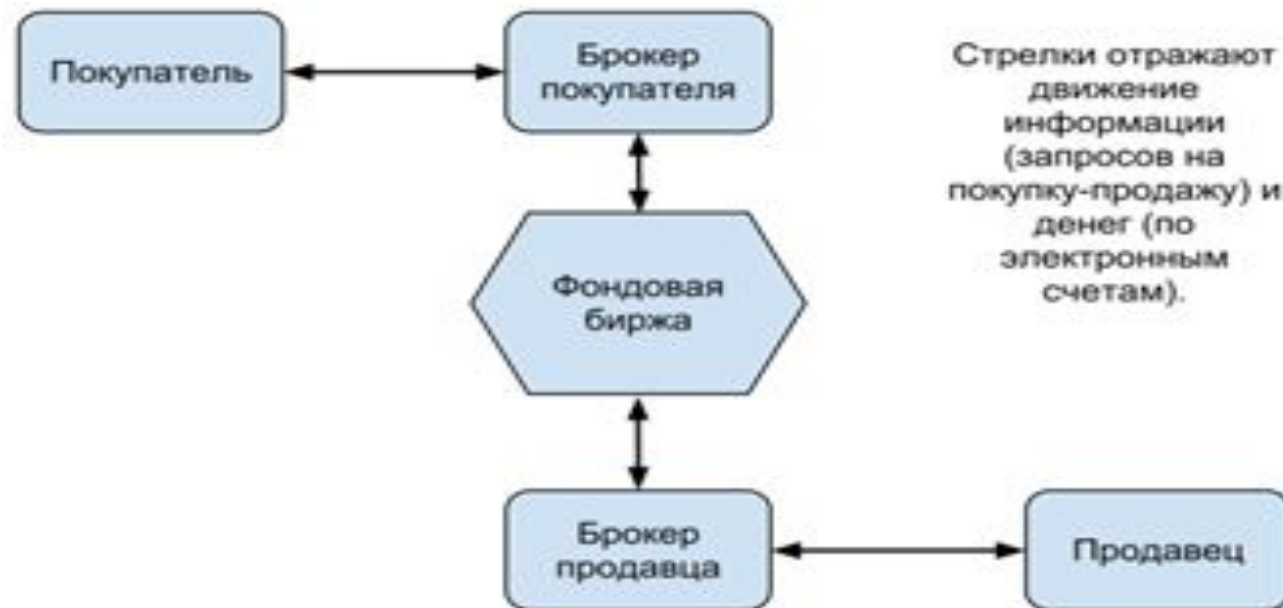 Покупатель
Брокер
покупателя
Стрелки отражают
движение
информации
(запросов на
покупку-продажу) и
денег (по
электронным
счетам).
Фондовая
биржа
Брокер
продавца
Продавец